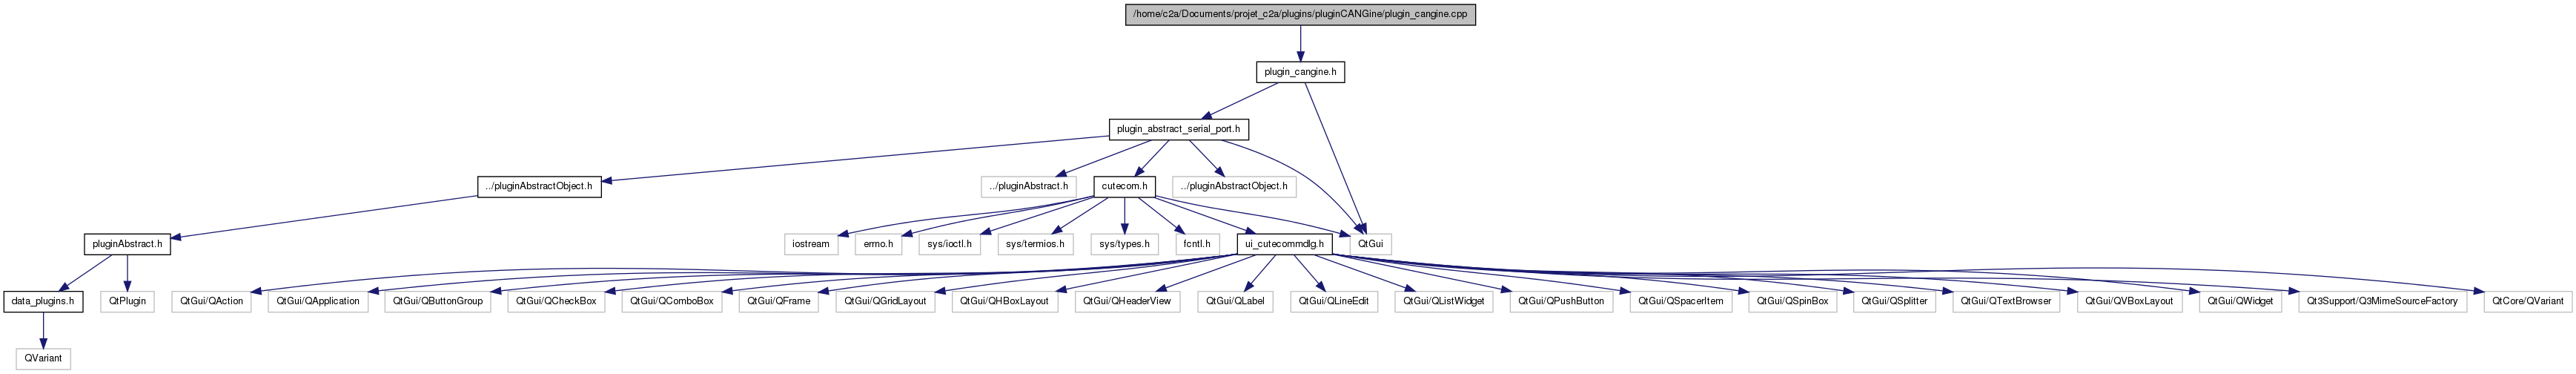 /home/c2a/Documents/projet_c2a/plugins/pluginCANGine/plugin_cangine.cpp
plugin_cangine.h
plugin_abstract_serial_port.h
../pluginAbstractObject.h
../pluginAbstract.h
cutecom.h
../pluginAbstractObject.h
pluginAbstract.h
iostream
errno.h
sys/ioctl.h
sys/termios.h
sys/types.h
fcntl.h
ui_cutecommdlg.h
QtGui
data_plugins.h
QtPlugin
QtGui/QAction
QtGui/QApplication
QtGui/QButtonGroup
QtGui/QCheckBox
QtGui/QComboBox
QtGui/QFrame
QtGui/QGridLayout
QtGui/QHBoxLayout
QtGui/QHeaderView
QtGui/QLabel
QtGui/QLineEdit
QtGui/QListWidget
QtGui/QPushButton
QtGui/QSpacerItem
QtGui/QSpinBox
QtGui/QSplitter
QtGui/QTextBrowser
QtGui/QVBoxLayout
QtGui/QWidget
Qt3Support/Q3MimeSourceFactory
QtCore/QVariant
QVariant